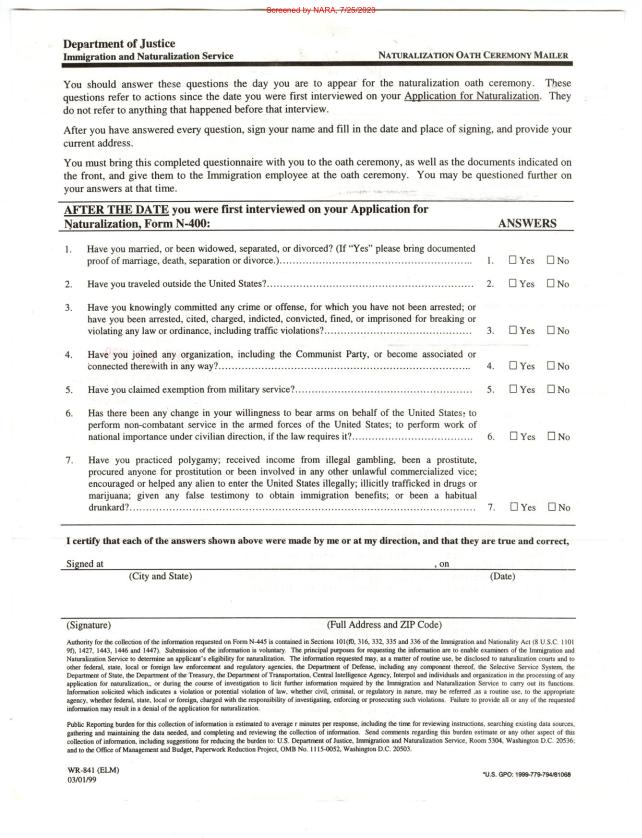 Screened by NARA, 7/25/2023
Department of Justice
Immigration and Naturalization Service NATURALIZATION OATH CEREMONY MAILER
You should answer these questions the day you are to appear for the naturalization oath ceremony. These
questions refer to actions since the date you were first interviewed on your Application for Naturalization. They
do not refer to anything that happened before that interview.
After you have answered every question, sign your name and fill in the date and place of signing, and provide your
current address.
You must bring this completed questionnaire with you to the oath ceremony, as well as the documents indicated on
the front, and give them to the Immigration employee at the oath ceremony. You may be questioned further on
your answers at that time.
AFTER THE DATE you were first interviewed on your Application for
Naturalization, Form N-400: ANSWERS
1. Have you married, or been widowed, separated, or divorced? (If "Yes" please bring documented
proof of marriage, death, separation or divorce.)........ 1. ☐ Yes ☐ No
2. Have you traveled outside the United States?........ 2. ☐ Yes ☐ No
3. Have you knowingly committed any crime or offense, for which you have not been arrested; or
have you been arrested, cited, charged, indicted, convicted, fined, or imprisoned for breaking or
violating any law or ordinance, including traffic violations?........ 3. ☐ Yes ☐ No
4. Have you joined any organization, including the Communist Party, or become associated or
connected therewith in any way?........ 4. ☐ Yes ☐ No
5. Have you claimed exemption from military service?........ 5. ☐ Yes ☐ No
6. Has there been any change in your willingness to bear arms on behalf of the United States; to
perform non-combatant service in the armed forces of the United States; to perform work of
national importance under civilian direction, if the law requires it?........ 6. ☐ Yes ☐ No
7. Have you practiced polygamy; received income from illegal gambling, been a prostitute,
procured anyone for prostitution or been involved in any other unlawful commercialized vice;
encouraged or helped any alien to enter the United States illegally; illicitly trafficked in drugs or
marijuana; given any false testimony to obtain immigration benefits; or been a habitual
drunkard?........ 7. ☐ Yes ☐ No
I certify that each of the answers shown above were made by me or at my direction, and that they are true and correct,
Signed at , on
(City and State) (Date)
(Signature) (Full Address and ZIP Code)
Authority for the collection of the information requested on Form N-445 is contained in Sections 101(f0, 316, 332, 335 and 336 of the Immigration and Nationality Act (8 U.S.C. 1101
9f), 1427, 1443, 1446 and 1447). Submission of the information is voluntary. The principal purposes for requesting the information are to enable examiners of the Immigration and
Naturalization Service to determine an applicant's eligibility for naturalization. The information requested may, as a matter of routine use, be disclosed to naturalization courts and to
other federal, state, local or foreign law enforcement and regulatory agencies, the Department of Defense, including any component thereof, the Selective Service System, the
Department of State, the Department of the Treasury, the Department of Transportation, Central Intelligence Agency, Interpol and individuals and organization in the processing of any
application for naturalization,, or during the course of investigation to licit further information required by the Immigration and Naturalization Service to carry out its functions.
Information solicited which indicates a violation or potential violation of law, whether civil, criminal, or regulatory in nature, may be referred ,as a routine use, to the appropriate
agency, whether federal, state, local or foreign, charged with the responsibility of investigating, enforcing or prosecuting such violations. Failure to provide all or any of the requested
information may result in a denial of the application for naturalization.
Public Reporting burden for this collection of information is estimated to average r minutes per response, including the time for reviewing instructions, searching existing data sources,
gathering and maintaining the data needed, and completing and reviewing the collection of information. Send comments regarding this burden estimate or any other aspect of this
collection of information, including suggestions for reducing the burden to: U.S. Department of Justice, Immigration and Naturalization Service, Room 5304, Washington D.C. 20536;
and to the Office of Management and Budget, Paperwork Reduction Project, OMB No. 1115-0052, Washington D.C. 20503.
WR-841 (ELM)
03/01/99 *U.S. GPO: 1999-779-794/81068